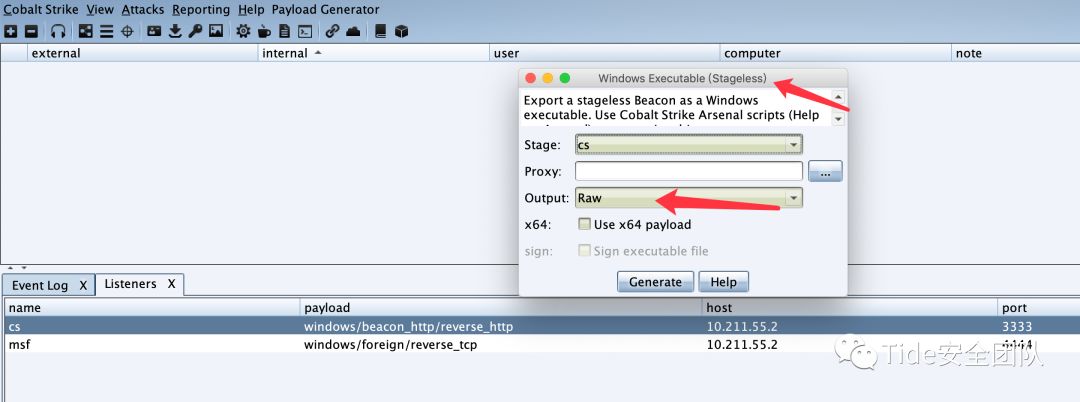 Cobalt Strike View Attacks Reporting Help Payload Generator
external internal user computer note
Windows Executable (Stageless)
Export a stageless Beacon as a Windows
executable. Use Cobalt Strike Arsenal scripts (Help
Stage: cs
Proxy: ...
Output: Raw
x64: Use x64 payload
sign: Sign executable file
Generate Help
Event Log X Listeners X
name payload host port
cs windows/beacon_http/reverse_http 10.211.55.2 3333
msf windows/foreign/reverse_tcp 10.211.55.2 4444
Tide安全团队